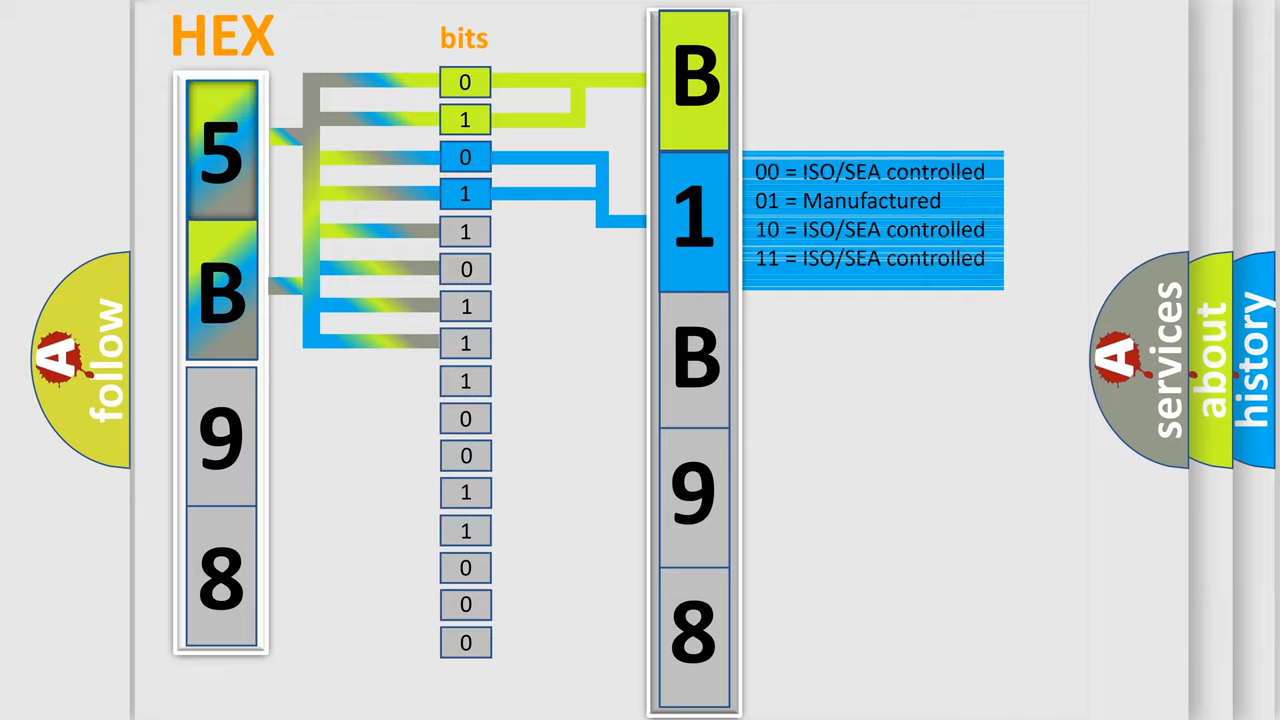 HEX
5
B
9
8
bits
0
1
0
1
1
0
1
1
1
0
0
1
1
0
0
0
B
1
B
9
8
00 = ISO/SEA controlled
01 = Manufactured
10 = ISO/SEA controlled
11 = ISO/SEA controlled
A
follow
A
services
about
history